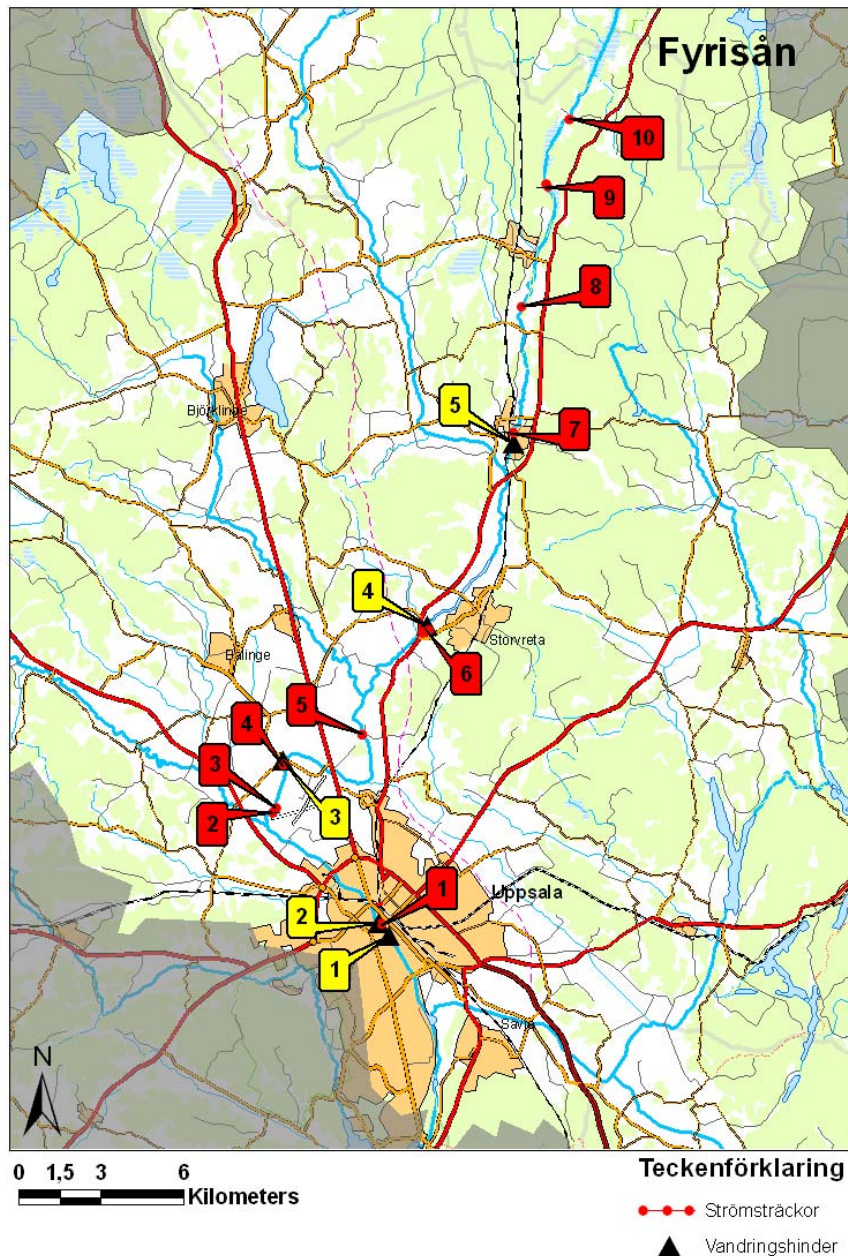 Fyrisån
10
9
8
5
7
Björklinge
4
Storvreta
6
Bälinge
5
4
3
3
2
Uppsala
1
2
1
Sävja
N
0 1,5 3 6
Kilometers
Teckenförklaring
Strömsträckor
Vandringshinder